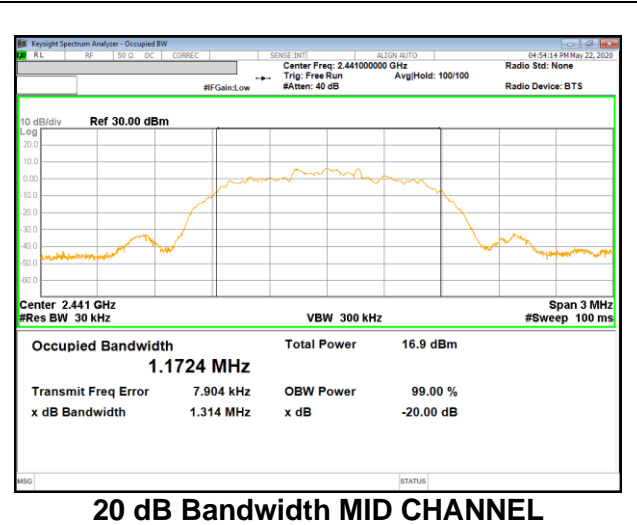 Keysight Spectrum Analyzer - Occupied BW
RL RF 50 Ω DC CORREC SENSE:INT ALIGN AUTO 04:54:14 PM May 22, 2020
Center Freq: 2.441000000 GHz Radio Std: None
Trig: Free Run Avg|Hold: 100/100
#IFGain:Low #Atten: 40 dB Radio Device: BTS
10 dB/div Ref 30.00 dBm
Log
20.0
10.0
0.00
-10.0
-20.0
-30.0
-40.0
-50.0
-60.0
Center 2.441 GHz Span 3 MHz
#Res BW 30 kHz VBW 300 kHz #Sweep 100 ms
Occupied Bandwidth Total Power 16.9 dBm
1.1724 MHz
Transmit Freq Error 7.904 kHz OBW Power 99.00 %
x dB Bandwidth 1.314 MHz x dB -20.00 dB
MSG STATUS
20 dB Bandwidth MID CHANNEL